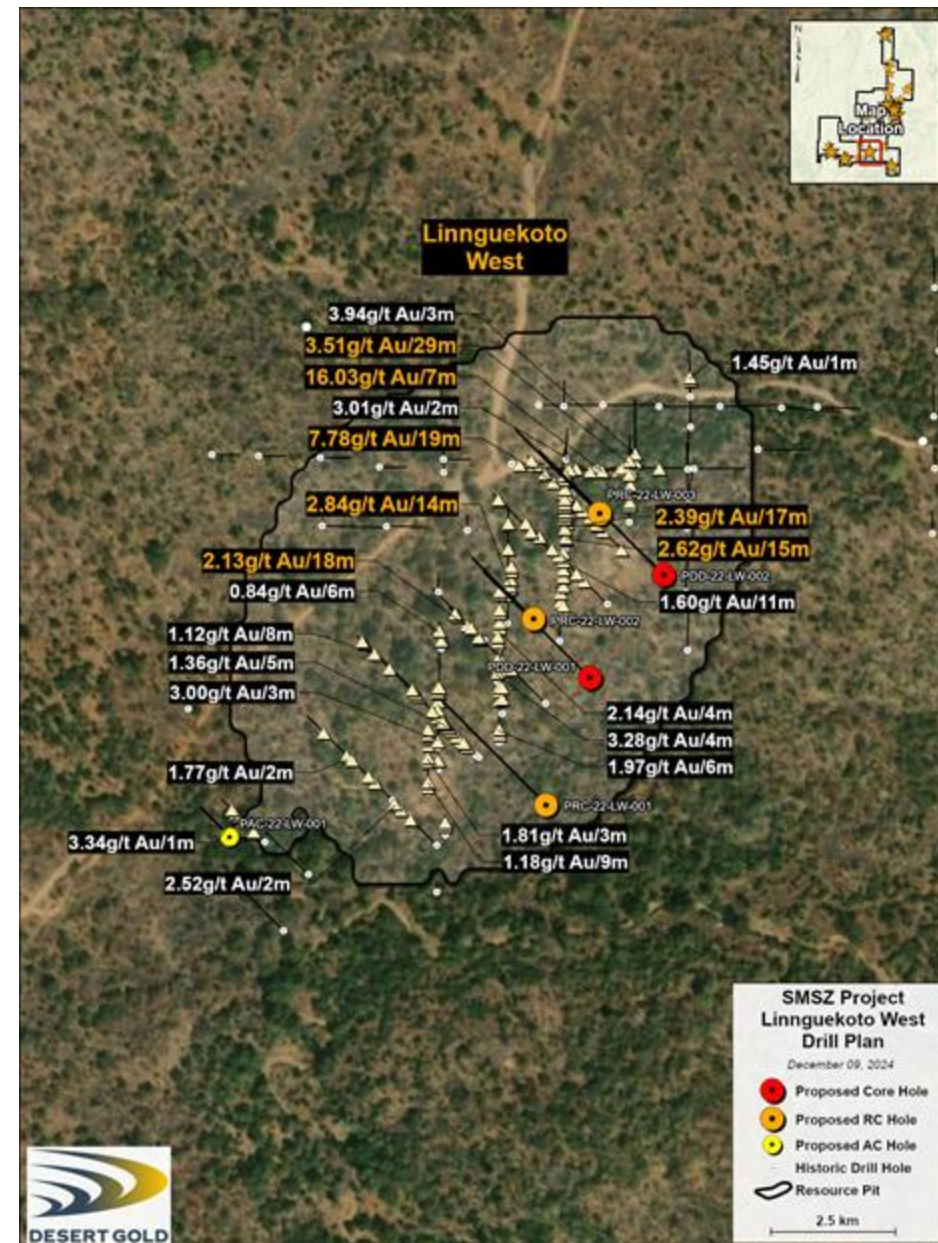 Map
Location
Linnguekoto
West
3.94g/t Au/3m
3.51g/t Au/29m
1.45g/t Au/1m
16.03g/t Au/7m
3.01g/t Au/2m
7.78g/t Au/19m
PRC-22-LW-003
2.84g/t Au/14m
2.39g/t Au/17m
2.62g/t Au/15m
2.13g/t Au/18m
PDD-22-LW-002
0.84g/t Au/6m
1.60g/t Au/11m
PRC-22-LW-002
1.12g/t Au/8m
1.36g/t Au/5m
PDD-22-LW-001
3.00g/t Au/3m
2.14g/t Au/4m
3.28g/t Au/4m
1.97g/t Au/6m
1.77g/t Au/2m
PRC-22-LW-001
PAC-22-LW-001
1.81g/t Au/3m
3.34g/t Au/1m
1.18g/t Au/9m
2.52g/t Au/2m
SMSZ Project
Linnguekoto West
Drill Plan
December 09, 2024
Proposed Core Hole
Proposed RC Hole
Proposed AC Hole
Historic Drill Hole
Resource Pit
2.5 km
DESERT GOLD